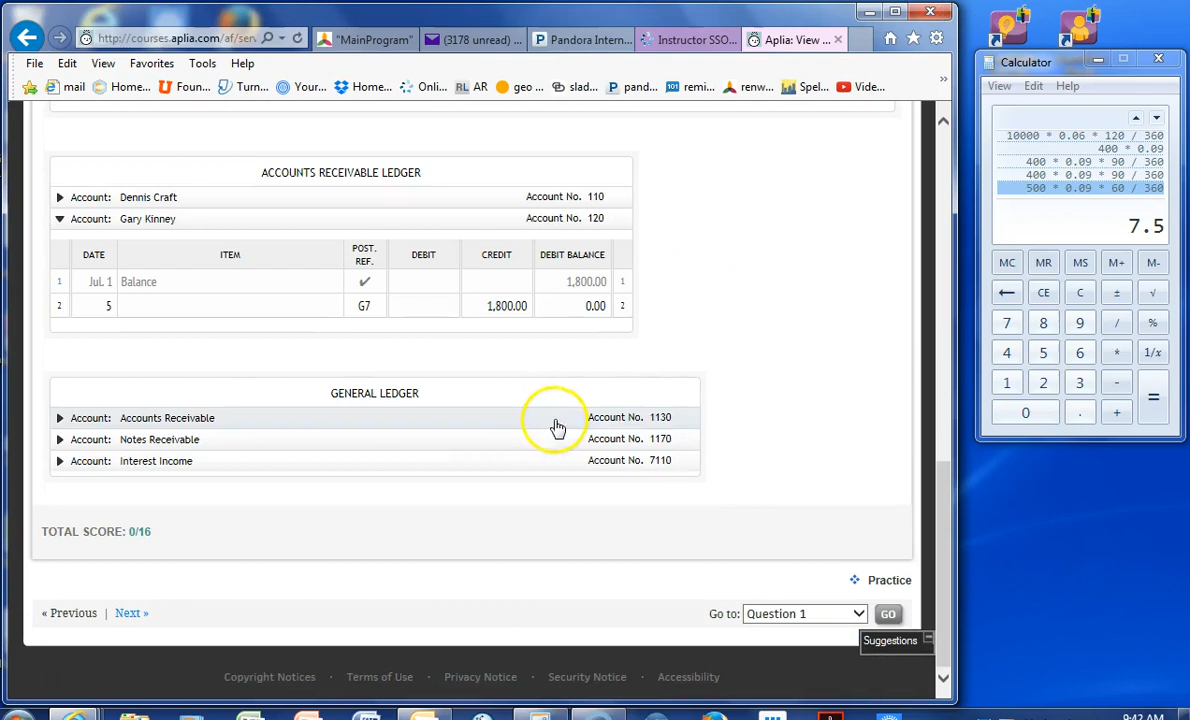 http://courses.aplia.com/af/ser
"MainProgram"
(3178 unread) ...
Pandora Intern...
Instructor SSO...
Aplia: View ...
File Edit View Favorites Tools Help
mail Home... Foun... Turn... Your... Home... Onli... RL AR geo ... slad... pand... 101 remi... renw... Spel... Vide...
ACCOUNTS RECEIVABLE LEDGER
Account: Dennis Craft Account No. 110
Account: Gary Kinney Account No. 120
DATE ITEM POST. REF. DEBIT CREDIT DEBIT BALANCE
1 Jul. 1 Balance ✓ 1,800.00 1
2 5 G7 1,800.00 0.00 2
GENERAL LEDGER
Account: Accounts Receivable Account No. 1130
Account: Notes Receivable Account No. 1170
Account: Interest Income Account No. 7110
TOTAL SCORE: 0/16
Practice
« Previous | Next »
Go to: Question 1 GO
Suggestions
Copyright Notices Terms of Use Privacy Notice Security Notice Accessibility
Calculator
View Edit Help
10000 * 0.06 * 120 / 360
400 * 0.09
400 * 0.09 * 90 / 360
400 * 0.09 * 90 / 360
500 * 0.09 * 60 / 360
7.5
MC MR MS M+ M-
← CE C ± √
7 8 9 / %
4 5 6 * 1/x
1 2 3 - =
0 . +
9:42 AM